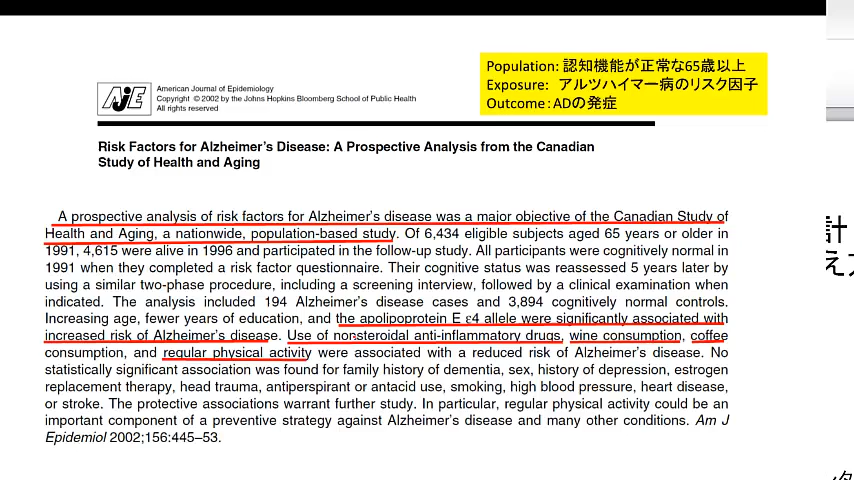 Population: 認知機能が正常な65歳以上
Exposure: アルツハイマー病のリスク因子
Outcome：ADの発症
AJE
American Journal of Epidemiology
Copyright © 2002 by the Johns Hopkins Bloomberg School of Public Health
All rights reserved
Risk Factors for Alzheimer's Disease: A Prospective Analysis from the Canadian
Study of Health and Aging
A prospective analysis of risk factors for Alzheimer's disease was a major objective of the Canadian Study of
Health and Aging, a nationwide, population-based study. Of 6,434 eligible subjects aged 65 years or older in
1991, 4,615 were alive in 1996 and participated in the follow-up study. All participants were cognitively normal in
1991 when they completed a risk factor questionnaire. Their cognitive status was reassessed 5 years later by
using a similar two-phase procedure, including a screening interview, followed by a clinical examination when
indicated. The analysis included 194 Alzheimer's disease cases and 3,894 cognitively normal controls.
Increasing age, fewer years of education, and the apolipoprotein E ε4 allele were significantly associated with
increased risk of Alzheimer's disease. Use of nonsteroidal anti-inflammatory drugs, wine consumption, coffee
consumption, and regular physical activity were associated with a reduced risk of Alzheimer's disease. No
statistically significant association was found for family history of dementia, sex, history of depression, estrogen
replacement therapy, head trauma, antiperspirant or antacid use, smoking, high blood pressure, heart disease,
or stroke. The protective associations warrant further study. In particular, regular physical activity could be an
important component of a preventive strategy against Alzheimer's disease and many other conditions. Am J
Epidemiol 2002;156:445–53.
計
え